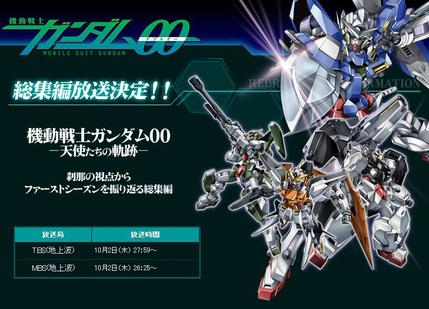 機動戦士
ガンダム00
MOBILE SUIT GUNDAM
総集編放送決定!!
機動戦士ガンダム00
―天使たちの軌跡―
刹那の視点から
ファーストシーズンを振り返る総集編
放送局 放送時間
TBS(地上波) 10月2日(木) 27:59~
MBS(地上波) 10月2日(木) 26:25~